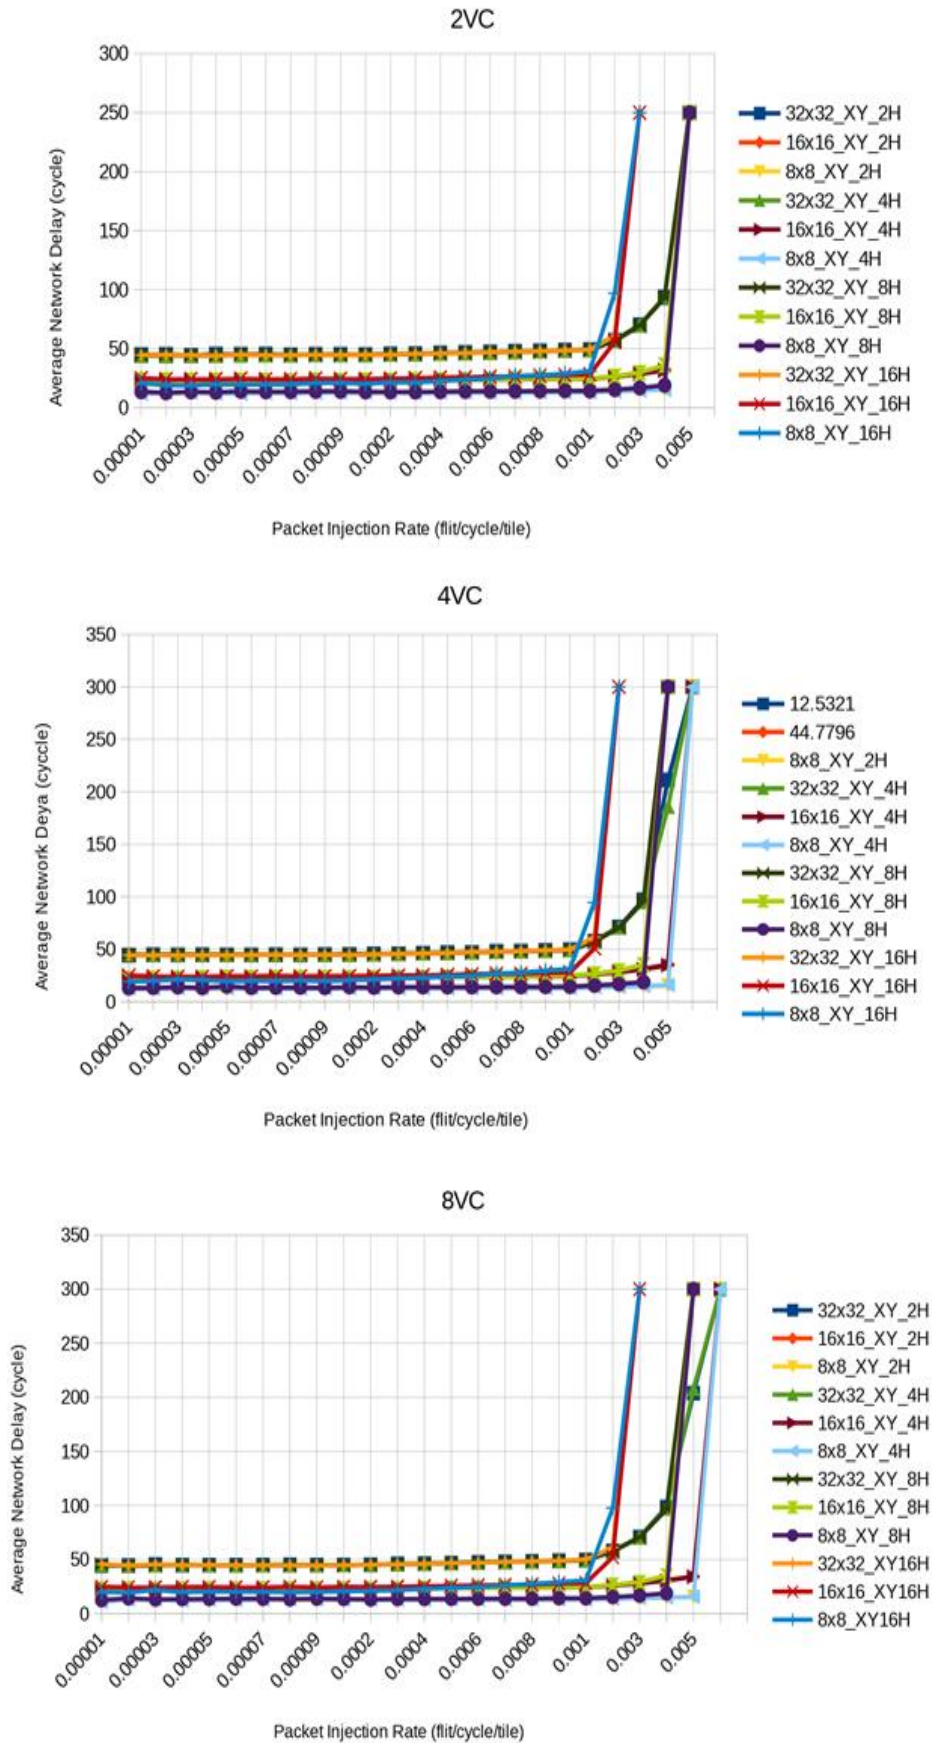 2VC
300
250
200
150
100
50
0
Average Network Delay (cycle)
0.00001
0.00003
0.00005
0.00007
0.00009
0.0002
0.0004
0.0006
0.0008
0.001
0.003
0.005
Packet Injection Rate (flit/cycle/tile)
32x32_XY_2H
16x16_XY_2H
8x8_XY_2H
32x32_XY_4H
16x16_XY_4H
8x8_XY_4H
32x32_XY_8H
16x16_XY_8H
8x8_XY_8H
32x32_XY_16H
16x16_XY_16H
8x8_XY_16H
4VC
350
300
250
200
150
100
50
0
Average Network Deya (cyccle)
0.00001
0.00003
0.00005
0.00007
0.00009
0.0002
0.0004
0.0006
0.0008
0.001
0.003
0.005
Packet Injection Rate (flit/cycle/tile)
12.5321
44.7796
8x8_XY_2H
32x32_XY_4H
16x16_XY_4H
8x8_XY_4H
32x32_XY_8H
16x16_XY_8H
8x8_XY_8H
32x32_XY_16H
16x16_XY_16H
8x8_XY_16H
8VC
350
300
250
200
150
100
50
0
Average Network Delay (cycle)
0.00001
0.00003
0.00005
0.00007
0.00009
0.0002
0.0004
0.0006
0.0008
0.001
0.003
0.005
Packet Injection Rate (flit/cycle/tile)
32x32_XY_2H
16x16_XY_2H
8x8_XY_2H
32x32_XY_4H
16x16_XY_4H
8x8_XY_4H
32x32_XY_8H
16x16_XY_8H
8x8_XY_8H
32x32_XY16H
16x16_XY16H
8x8_XY16H